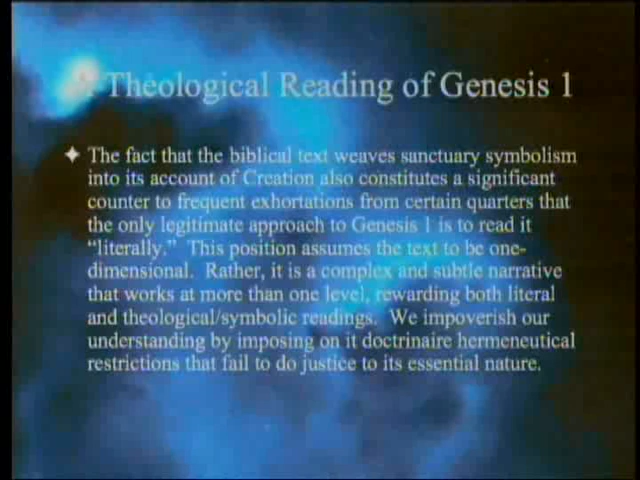 A Theological Reading of Genesis 1
The fact that the biblical text weaves sanctuary symbolism
into its account of Creation also constitutes a significant
counter to frequent exhortations from certain quarters that
the only legitimate approach to Genesis 1 is to read it
“literally.” This position assumes the text to be one-
dimensional. Rather, it is a complex and subtle narrative
that works at more than one level, rewarding both literal
and theological/symbolic readings. We impoverish our
understanding by imposing on it doctrinaire hermeneutical
restrictions that fail to do justice to its essential nature.